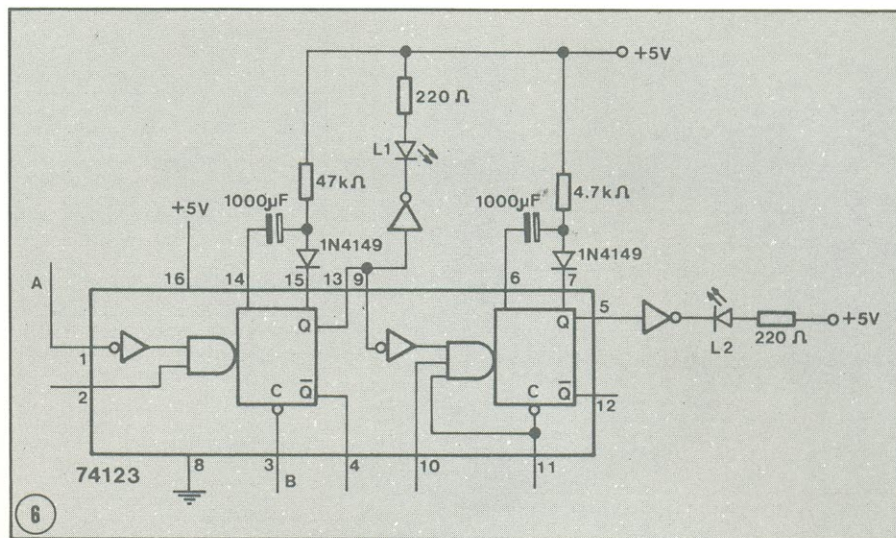 +5V
220 Ω
L1
47kΩ
4.7kΩ
1000µF
1000µF
+5V
1N4149
1N4149
A
16
14
15
13
9
6
7
5
Q
Q
+5V
L2
220 Ω
1
2
C
Q̅
C
Q̅
12
74123
8
3
B
4
10
11
6